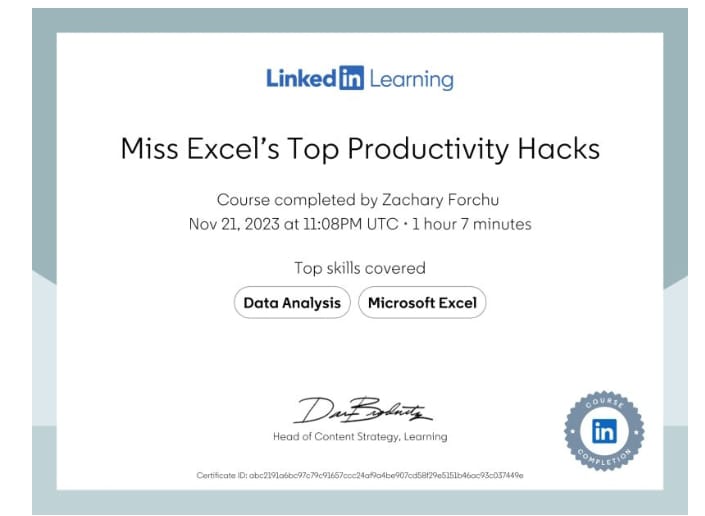 Linked in Learning
Miss Excel's Top Productivity Hacks
Course completed by Zachary Forchu
Nov 21, 2023 at 11:08PM UTC • 1 hour 7 minutes
Top skills covered
Data Analysis Microsoft Excel
Head of Content Strategy, Learning
COURSE
in
COMPLETION
Certificate ID: abc2191a6bc97c79c91657ccc24af9a4be907cd58f29e5151b46ac93c037449e